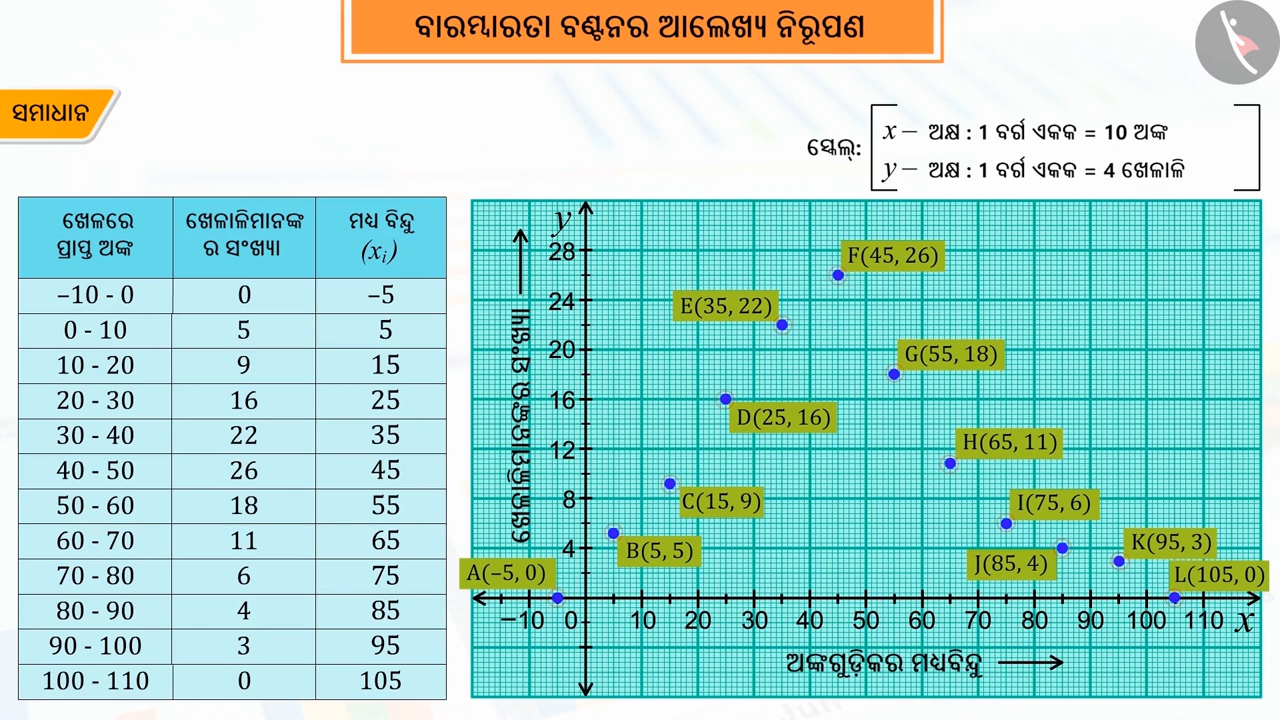 ବାରମ୍ବାରତା ବଣ୍ଟନର ଆଲେଖ୍ୟ ନିରୂପଣ
ସମାଧାନ
ସ୍କେଲ୍:
x – ଅକ୍ଷ : 1 ବର୍ଗ ଏକକ = 10 ଅଙ୍କ
y – ଅକ୍ଷ : 1 ବର୍ଗ ଏକକ = 4 ଖେଳାଳି
ଖେଳରେ ପ୍ରାପ୍ତ ଅଙ୍କ ଖେଳାଳିମାନଙ୍କ ର ସଂଖ୍ୟା ମଧ୍ୟ ବିନ୍ଦୁ (xᵢ)
–10 - 0 0 –5
0 - 10 5 5
10 - 20 9 15
20 - 30 16 25
30 - 40 22 35
40 - 50 26 45
50 - 60 18 55
60 - 70 11 65
70 - 80 6 75
80 - 90 4 85
90 - 100 3 95
100 - 110 0 105
y
ଖେଳାଳିମାନଙ୍କର ସଂଖ୍ୟା
28
24
20
16
12
8
4
F(45, 26)
E(35, 22)
G(55, 18)
D(25, 16)
H(65, 11)
C(15, 9)
I(75, 6)
B(5, 5)
K(95, 3)
J(85, 4)
A(–5, 0)
L(105, 0)
–10 0 10 20 30 40 50 60 70 80 90 100 110 x
ଅଙ୍କଗୁଡ଼ିକର ମଧ୍ୟବିନ୍ଦୁ